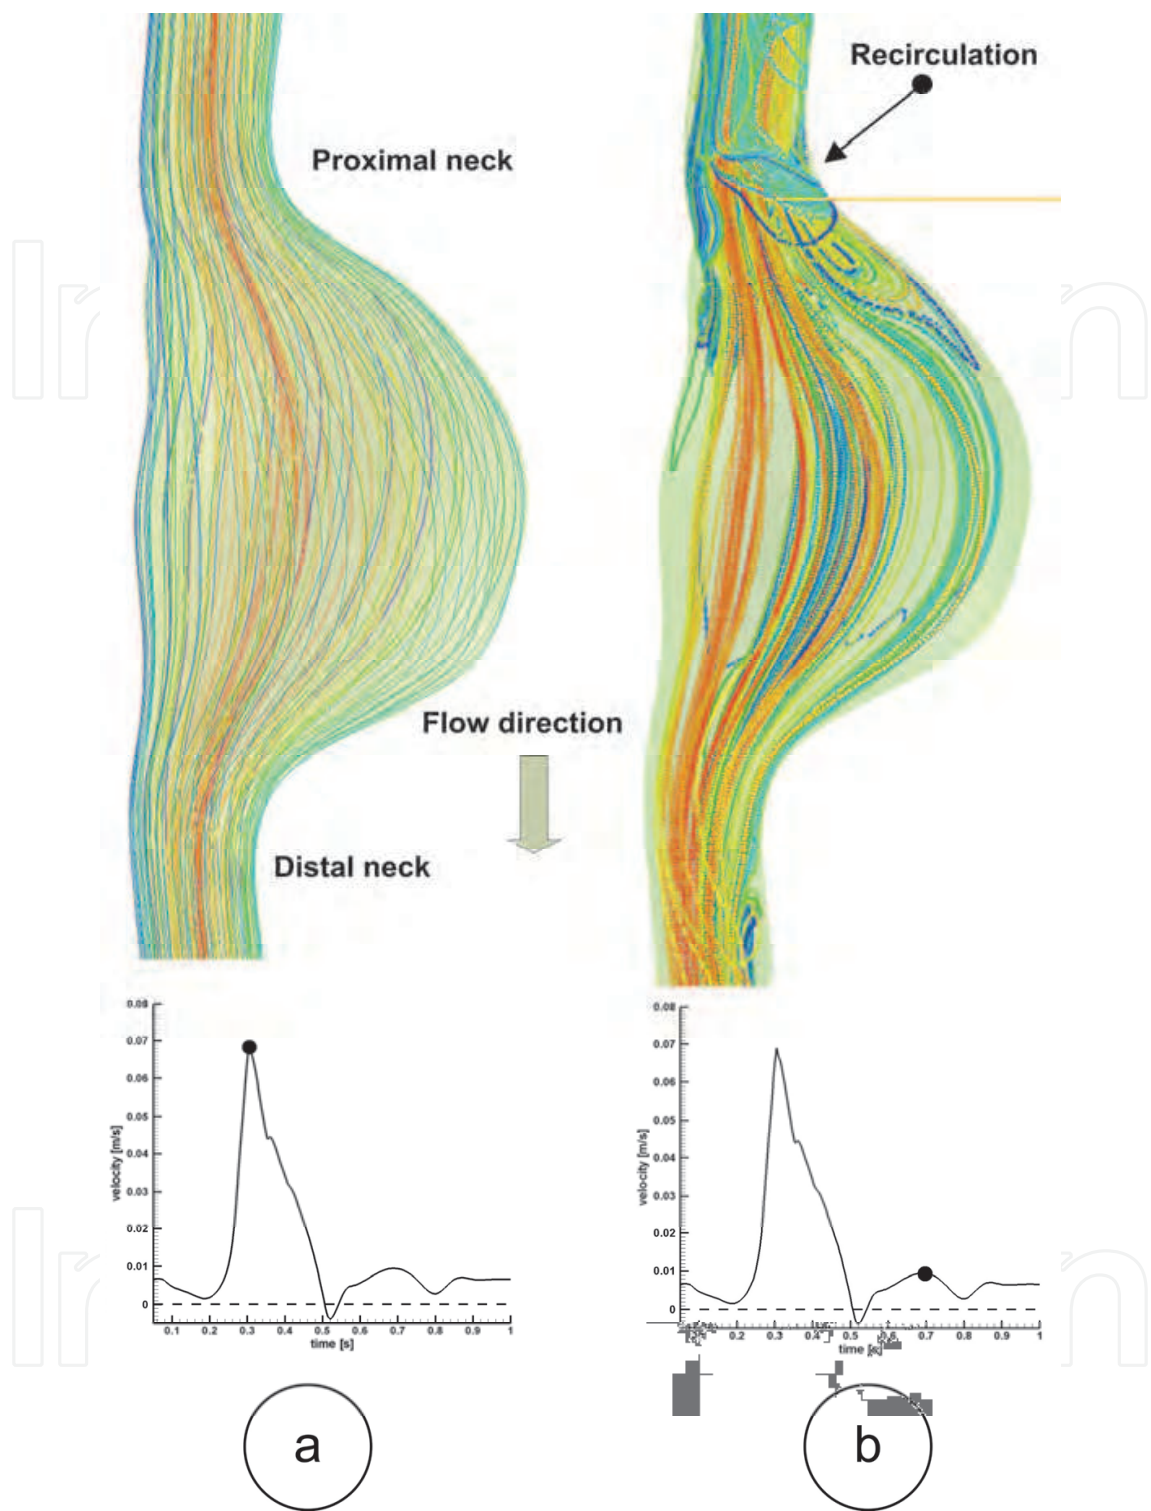 Recirculation
Proximal neck
Flow direction
Distal neck
0.08
0.07
0.06
0.05
0.04
0.03
0.02
0.01
0
velocity [m/s]
0.1 0.2 0.3 0.4 0.5 0.6 0.7 0.8 0.9 1
time [s]
0.08
0.07
0.06
0.05
0.04
0.03
0.02
0.01
0
velocity [m/s]
0.2 0.3 0.5 0.7 0.8 0.9 1
time [s]
a
b